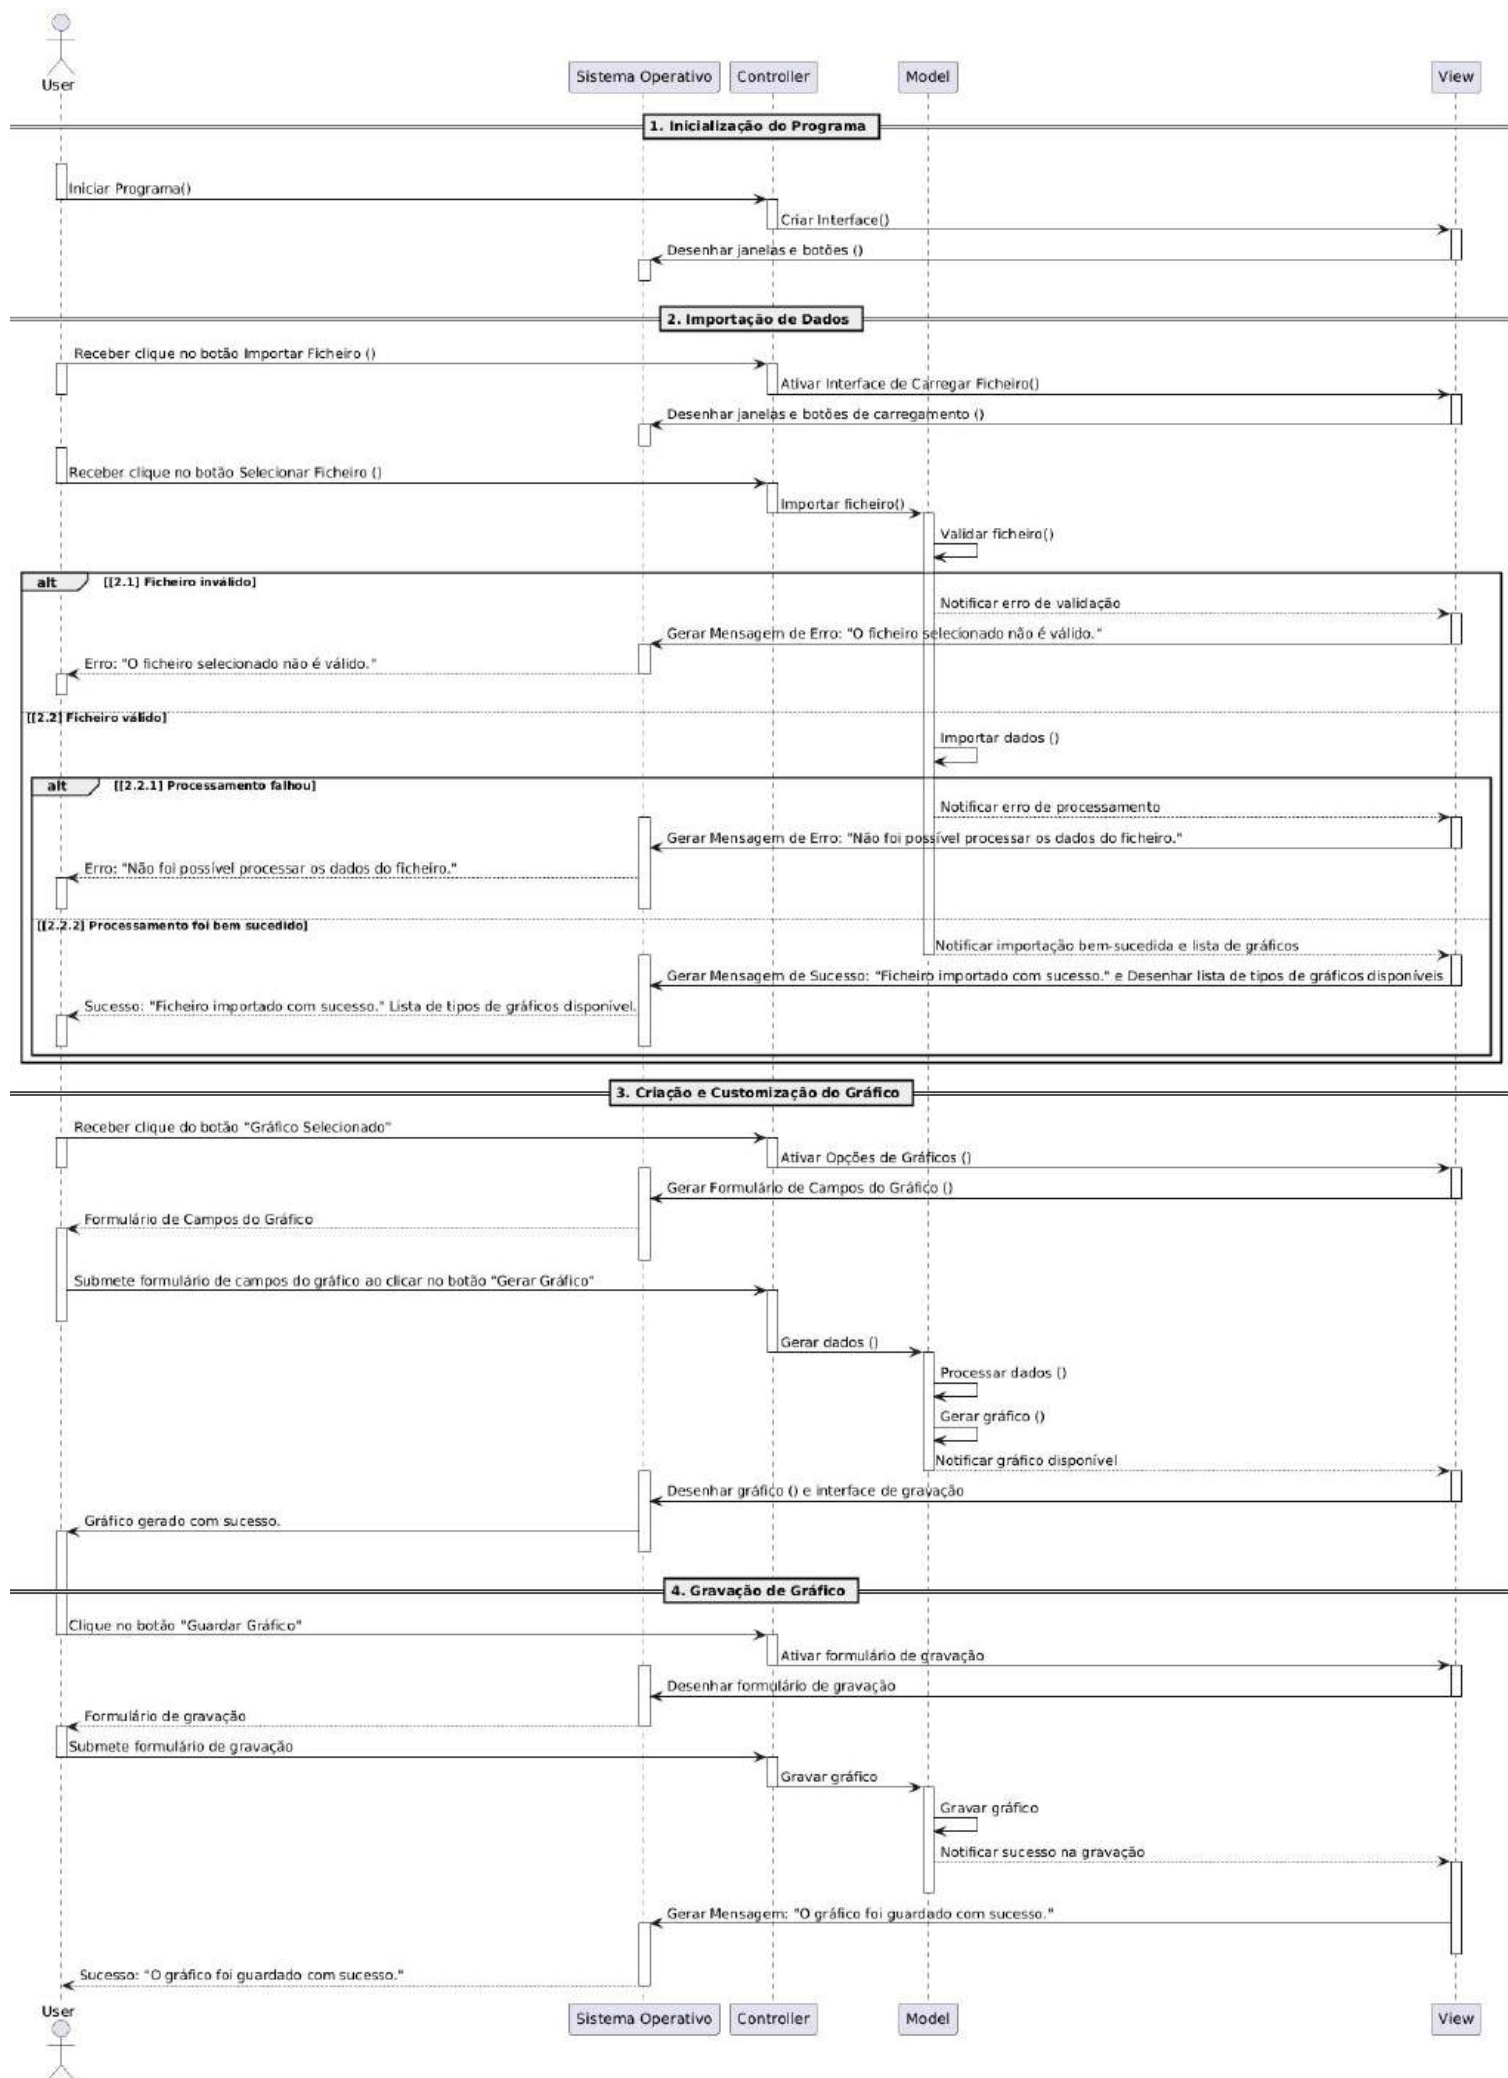 User
Sistema Operativo
Controller
Model
View
1. Inicialização do Programa
Iniciar Programa()
Criar Interface()
Desenhar janelas e botões ()
2. Importação de Dados
Receber clique no botão Importar Ficheiro ()
Ativar Interface de Carregar Ficheiro()
Desenhar janelas e botões de carregamento ()
Receber clique no botão Selecionar Ficheiro ()
Importar ficheiro()
Validar ficheiro()
alt
[[2.1] Ficheiro inválido]
Notificar erro de validação
Gerar Mensagem de Erro: "O ficheiro selecionado não é válido."
Erro: "O ficheiro selecionado não é válido."
[[2.2] Ficheiro válido]
Importar dados ()
alt
[[2.2.1] Processamento falhou]
Notificar erro de processamento
Gerar Mensagem de Erro: "Não foi possível processar os dados do ficheiro."
Erro: "Não foi possível processar os dados do ficheiro."
[[2.2.2] Processamento foi bem sucedido]
Notificar importação bem-sucedida e lista de gráficos
Gerar Mensagem de Sucesso: "Ficheiro importado com sucesso." e Desenhar lista de tipos de gráficos disponíveis
Sucesso: "Ficheiro importado com sucesso." Lista de tipos de gráficos disponível.
3. Criação e Customização do Gráfico
Receber clique do botão "Gráfico Selecionado"
Ativar Opções de Gráficos ()
Gerar Formulário de Campos do Gráfico ()
Formulário de Campos do Gráfico
Submete formulário de campos do gráfico ao clicar no botão "Gerar Gráfico"
Gerar dados ()
Processar dados ()
Gerar gráfico ()
Notificar gráfico disponível
Desenhar gráfico () e interface de gravação
Gráfico gerado com sucesso.
4. Gravação de Gráfico
Clique no botão "Guardar Gráfico"
Ativar formulário de gravação
Desenhar formulário de gravação
Formulário de gravação
Submete formulário de gravação
Gravar gráfico
Gravar gráfico
Notificar sucesso na gravação
Gerar Mensagem: "O gráfico foi guardado com sucesso."
Sucesso: "O gráfico foi guardado com sucesso."
User
Sistema Operativo
Controller
Model
View